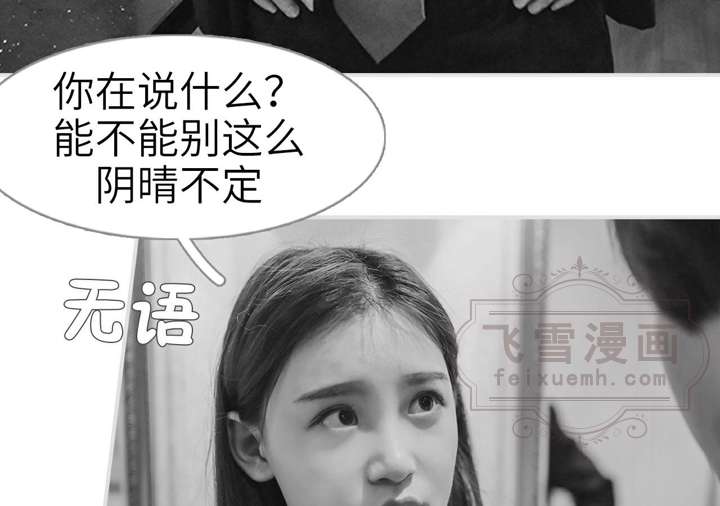 你在说什么？
能不能别这么
阴晴不定
无语
飞雪漫画
feixuemh.com